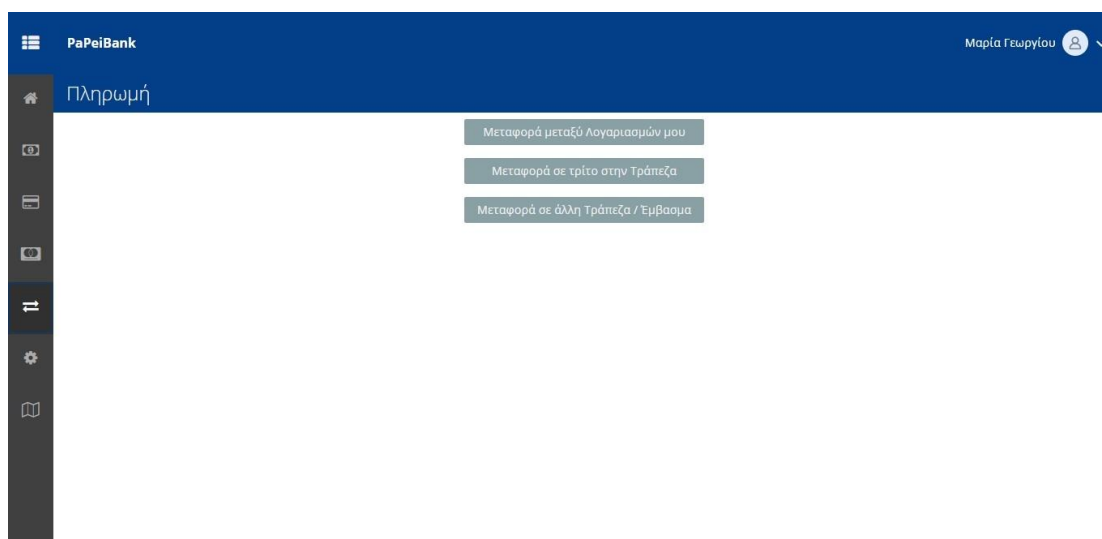 PaPeiBank
Μαρία Γεωργίου
Πληρωμή
Μεταφορά μεταξύ Λογαριασμών μου
Μεταφορά σε τρίτο στην Τράπεζα
Μεταφορά σε άλλη Τράπεζα / Έμβασμα